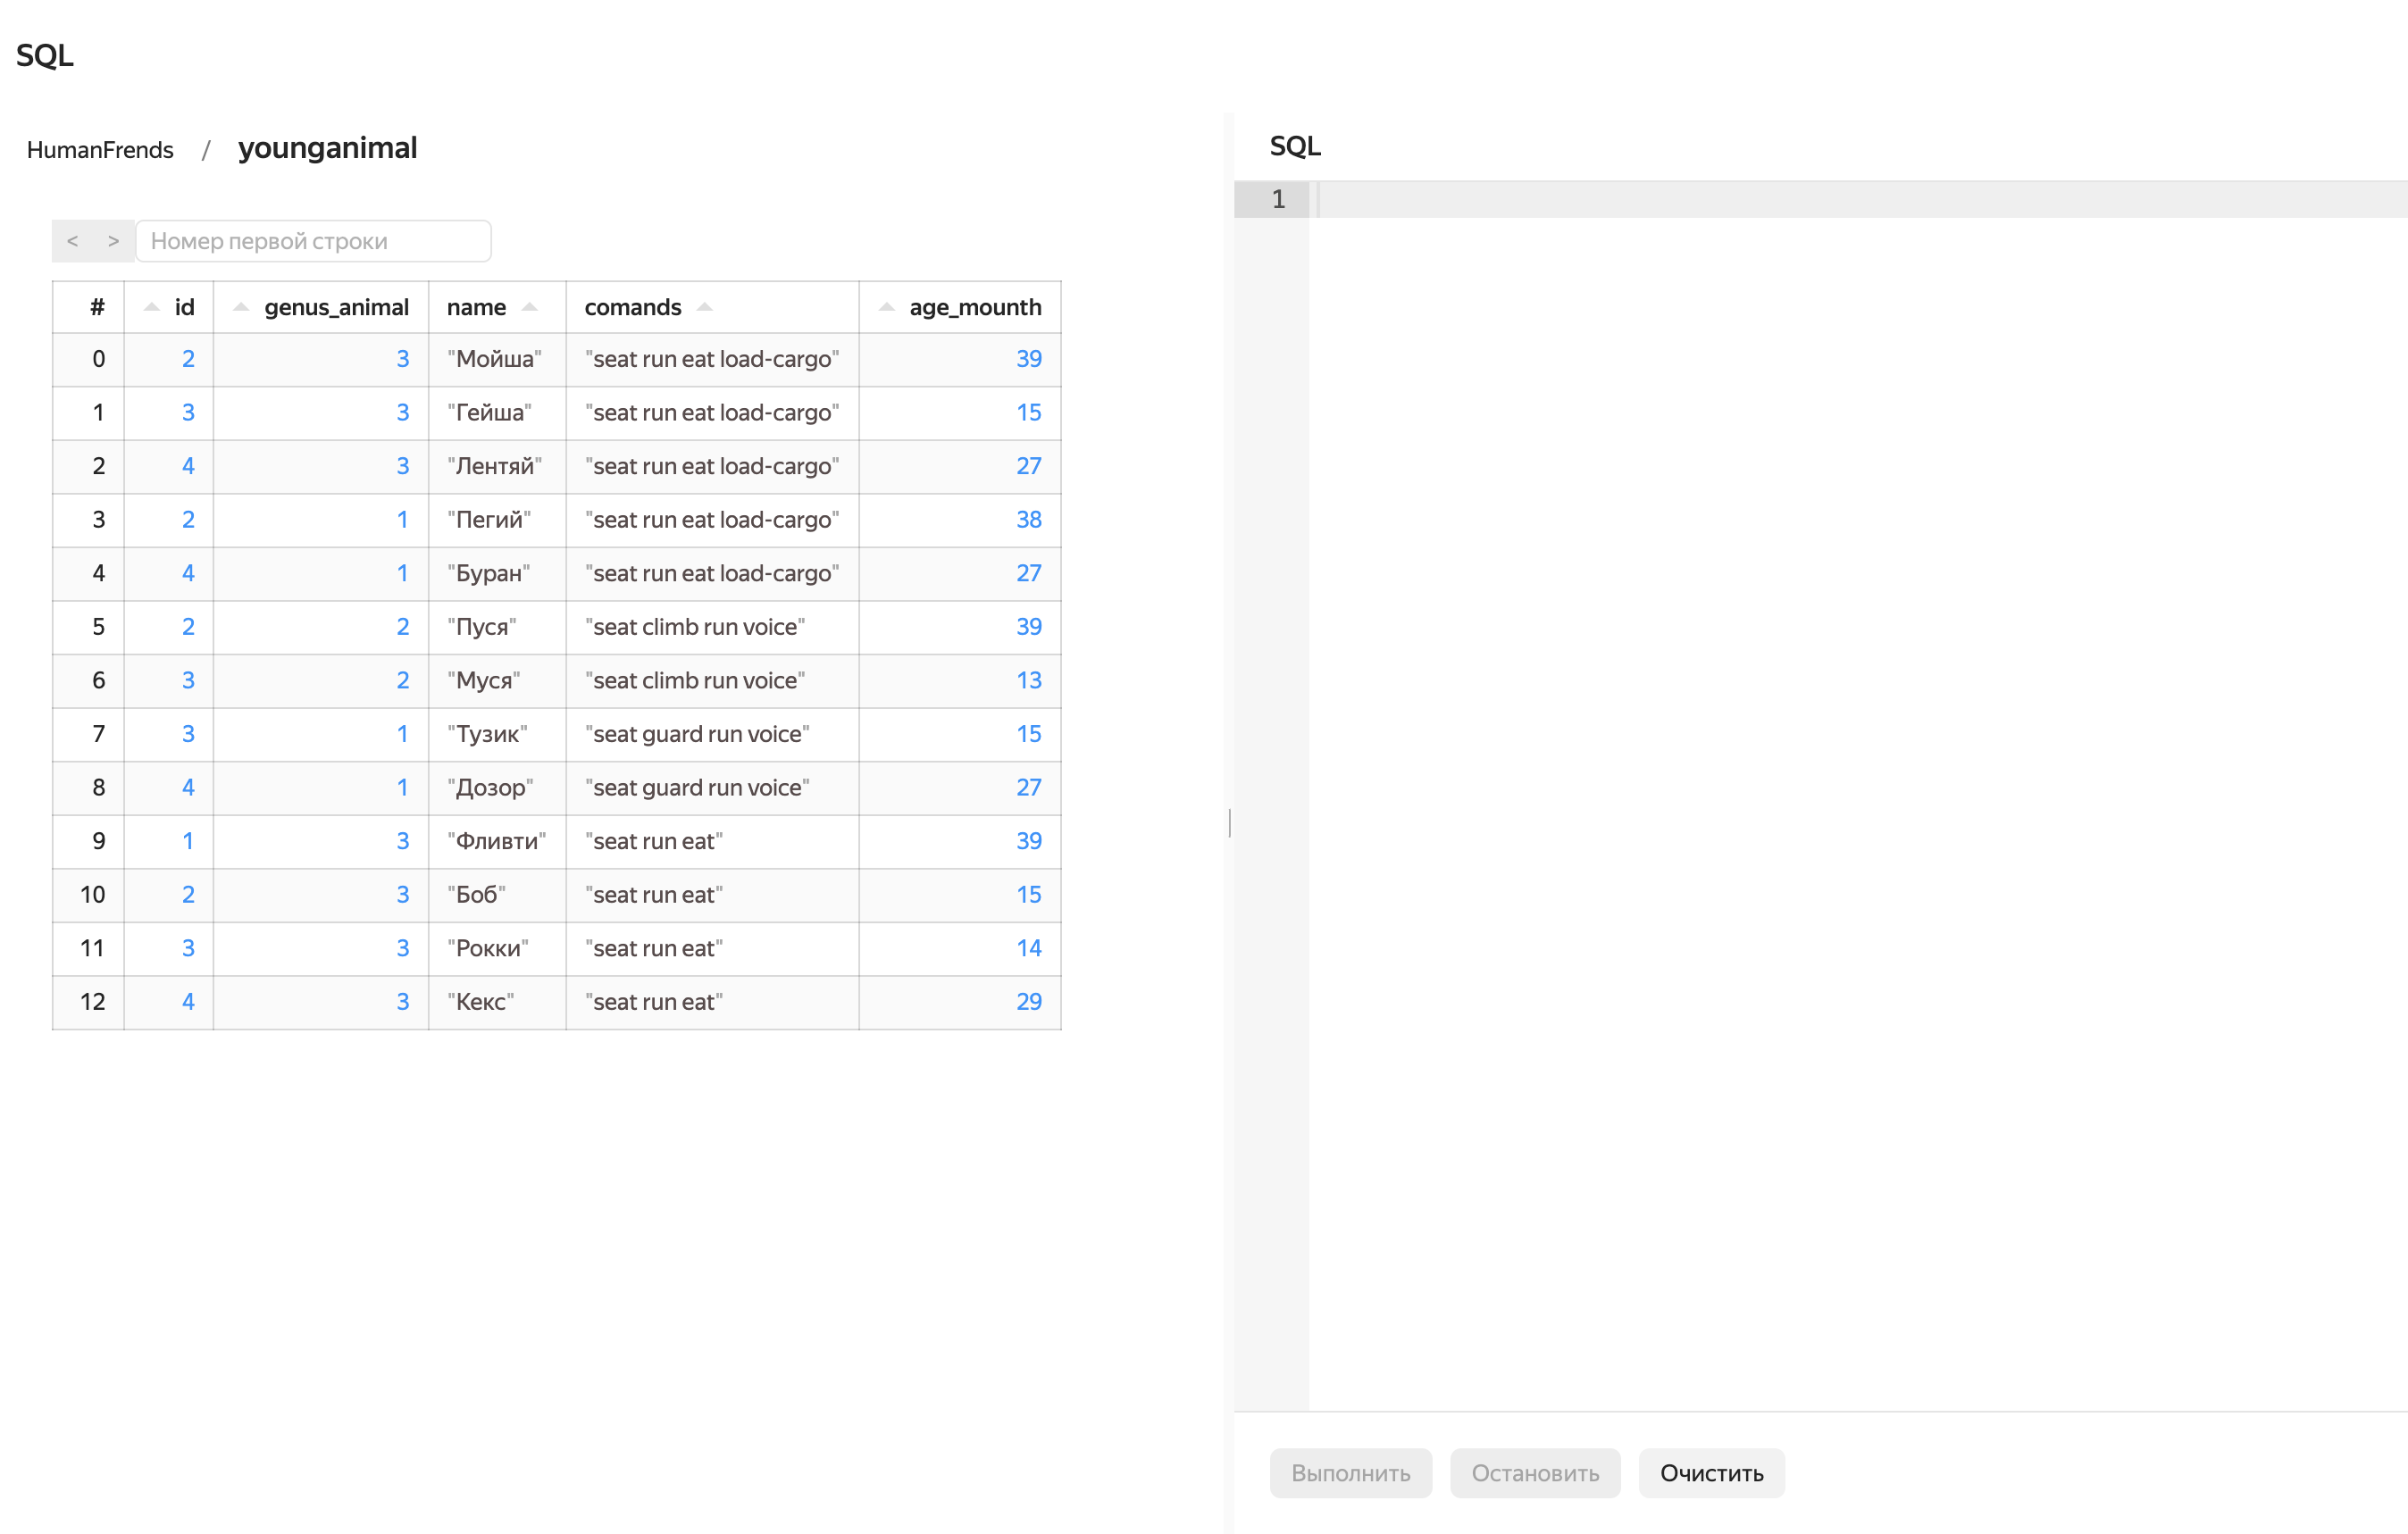 SQL
HumanFrends / younganimal
< > Номер первой строки
# id genus_animal name comands age_mounth
0 2 3 "Мойша" "seat run eat load-cargo" 39
1 3 3 "Гейша" "seat run eat load-cargo" 15
2 4 3 "Лентяй" "seat run eat load-cargo" 27
3 2 1 "Пегий" "seat run eat load-cargo" 38
4 4 1 "Буран" "seat run eat load-cargo" 27
5 2 2 "Пуся" "seat climb run voice" 39
6 3 2 "Муся" "seat climb run voice" 13
7 3 1 "Тузик" "seat guard run voice" 15
8 4 1 "Дозор" "seat guard run voice" 27
9 1 3 "Фливти" "seat run eat" 39
10 2 3 "Боб" "seat run eat" 15
11 3 3 "Рокки" "seat run eat" 14
12 4 3 "Кекс" "seat run eat" 29
SQL
1
Выполнить Остановить Очистить